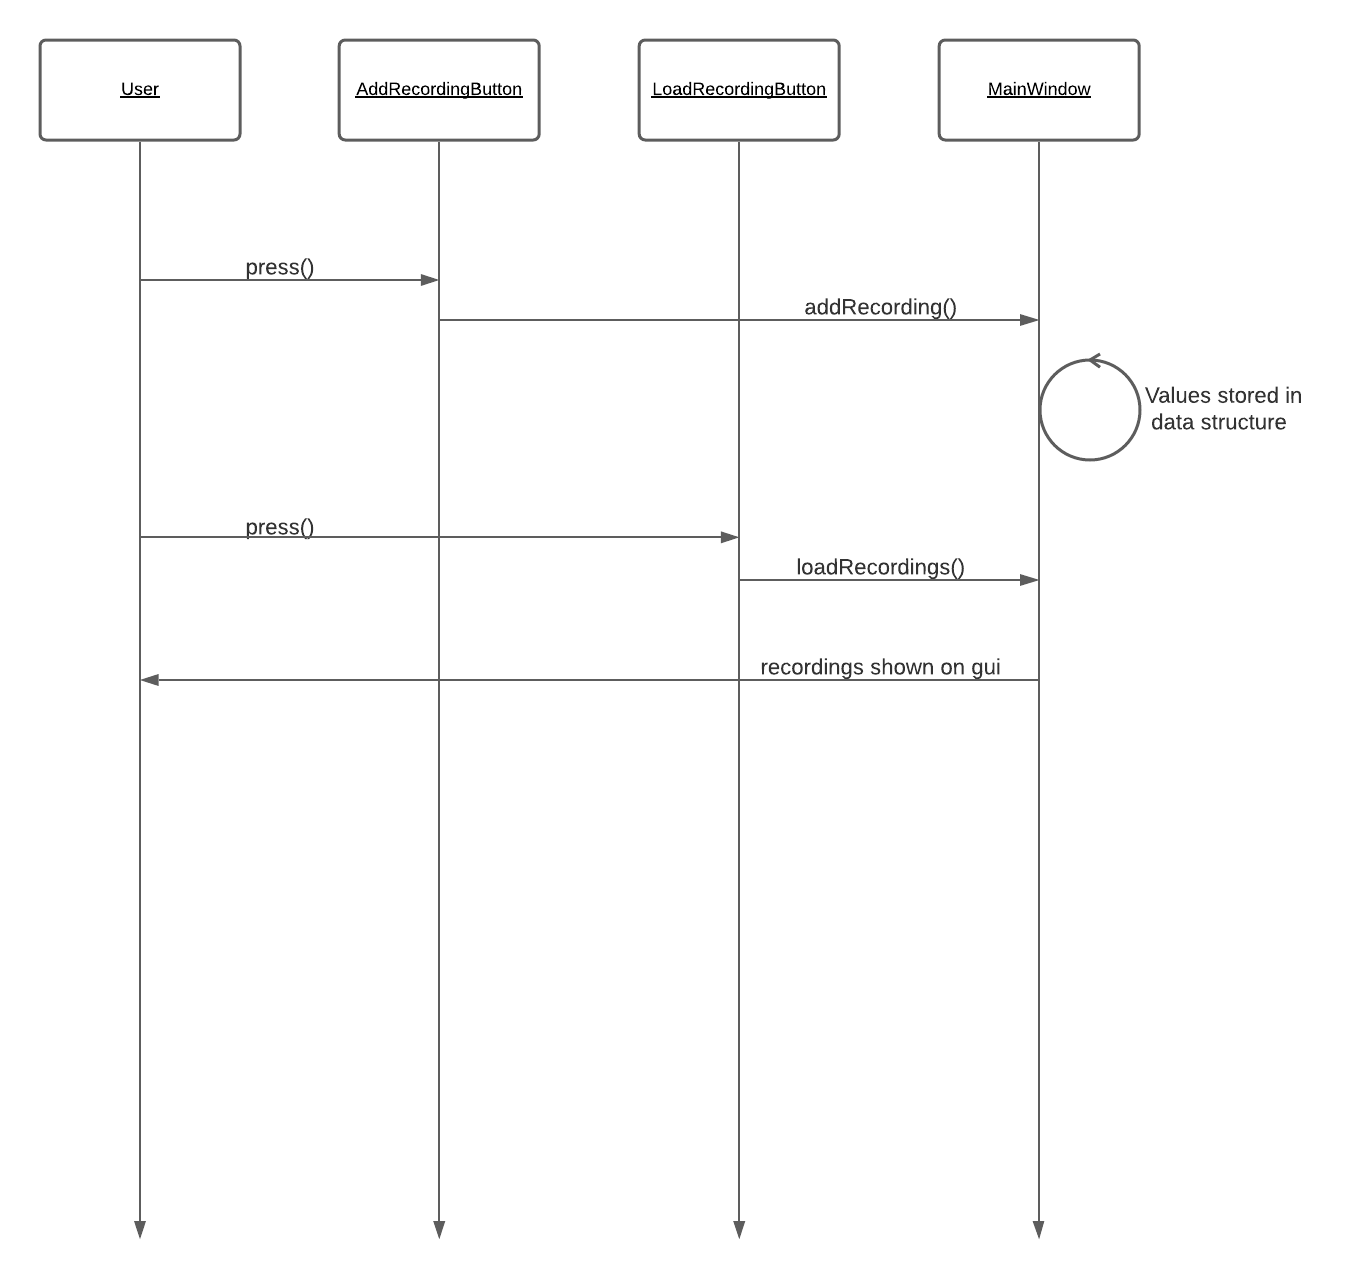 User
AddRecordingButton
LoadRecordingButton
MainWindow
press()
addRecording()
Values stored in
data structure
press()
loadRecordings()
recordings shown on gui